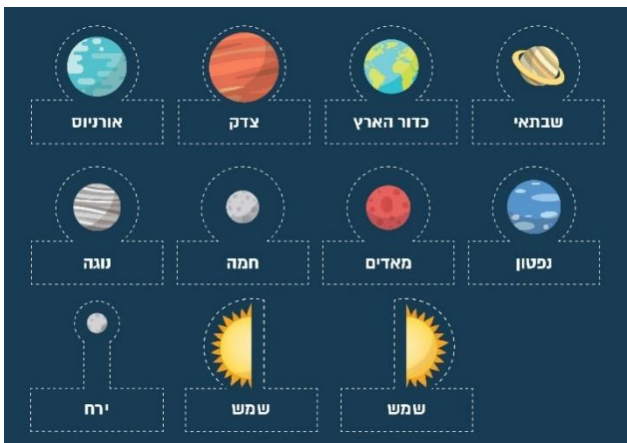 שבתאי
כדור הארץ
צדק
אורניוס
נפטון
מאדים
חמה
נוגה
שמש
שמש
ירח